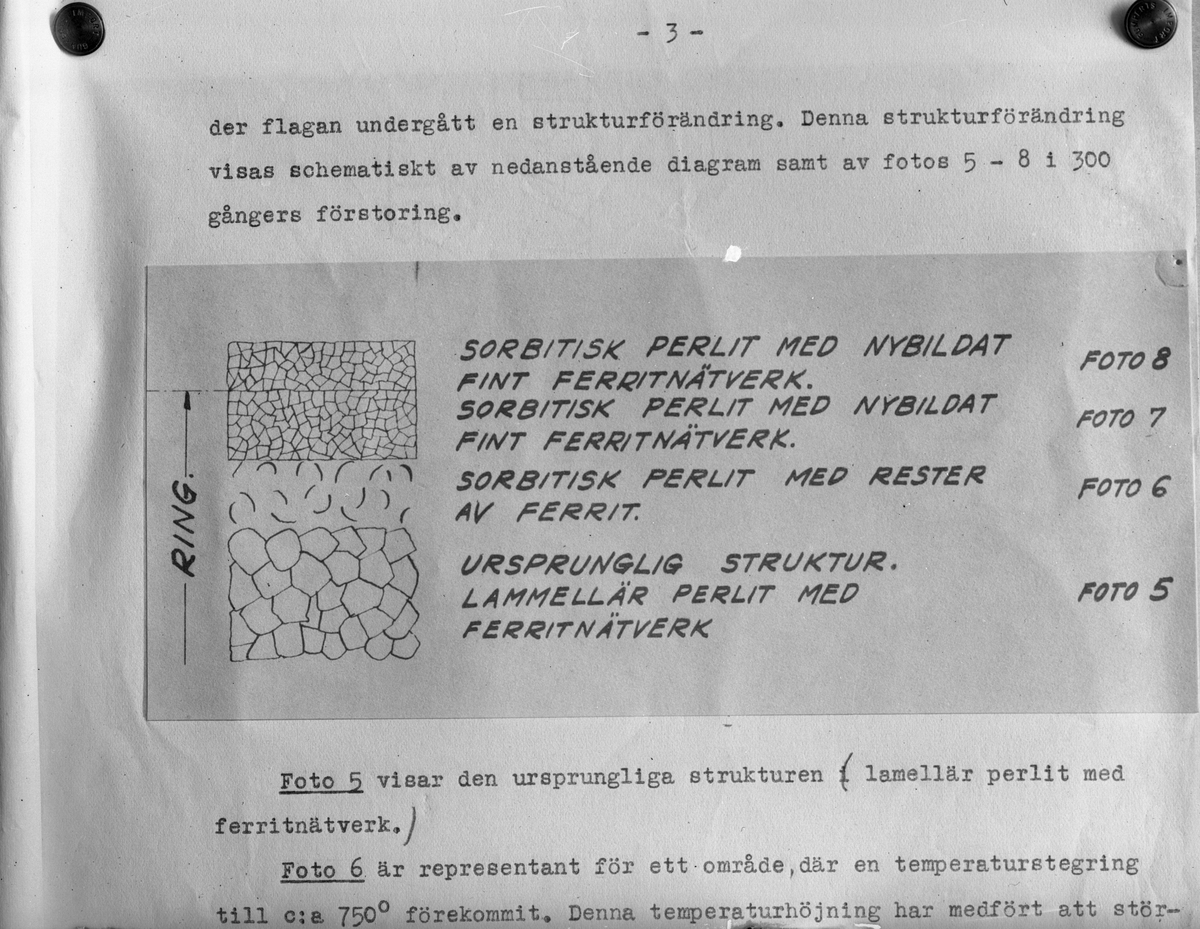 - 3 -
der flagan undergått en strukturförändring. Denna strukturförändring
visas schematiskt av nedanstående diagram samt av fotos 5 - 8 i 300
gångers förstoring.
SORBITISK PERLIT MED NYBILDAT
FINT FERRITNÄTVERK.
FOTO 8
SORBITISK PERLIT MED NYBILDAT
FINT FERRITNÄTVERK.
FOTO 7
SORBITISK PERLIT MED RESTER
AV FERRIT.
FOTO 6
RING.
URSPRUNGLIG STRUKTUR.
LAMMELLÄR PERLIT MED
FERRITNÄTVERK
FOTO 5
Foto 5 visar den ursprungliga strukturen ( lamellär perlit med
ferritnätverk.)
Foto 6 är representant för ett område, där en temperaturstegring
till c:a 750° förekommit. Denna temperaturhöjning har medfört att stör-